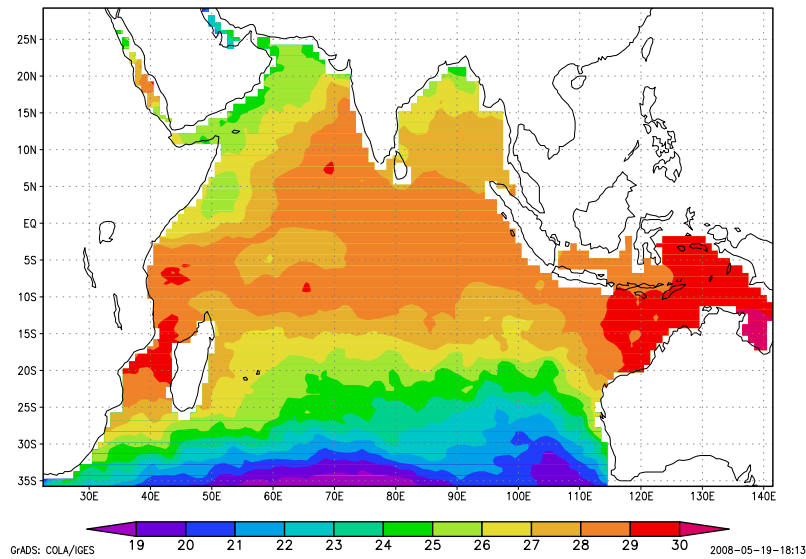 25N
20N
15N
10N
5N
EQ
5S
10S
15S
20S
25S
30S
35S
30E 40E 50E 60E 70E 80E 90E 100E 110E 120E 130E 140E
19 20 21 22 23 24 25 26 27 28 29 30
GrADS: COLA/IGES 2008-05-19-18:13